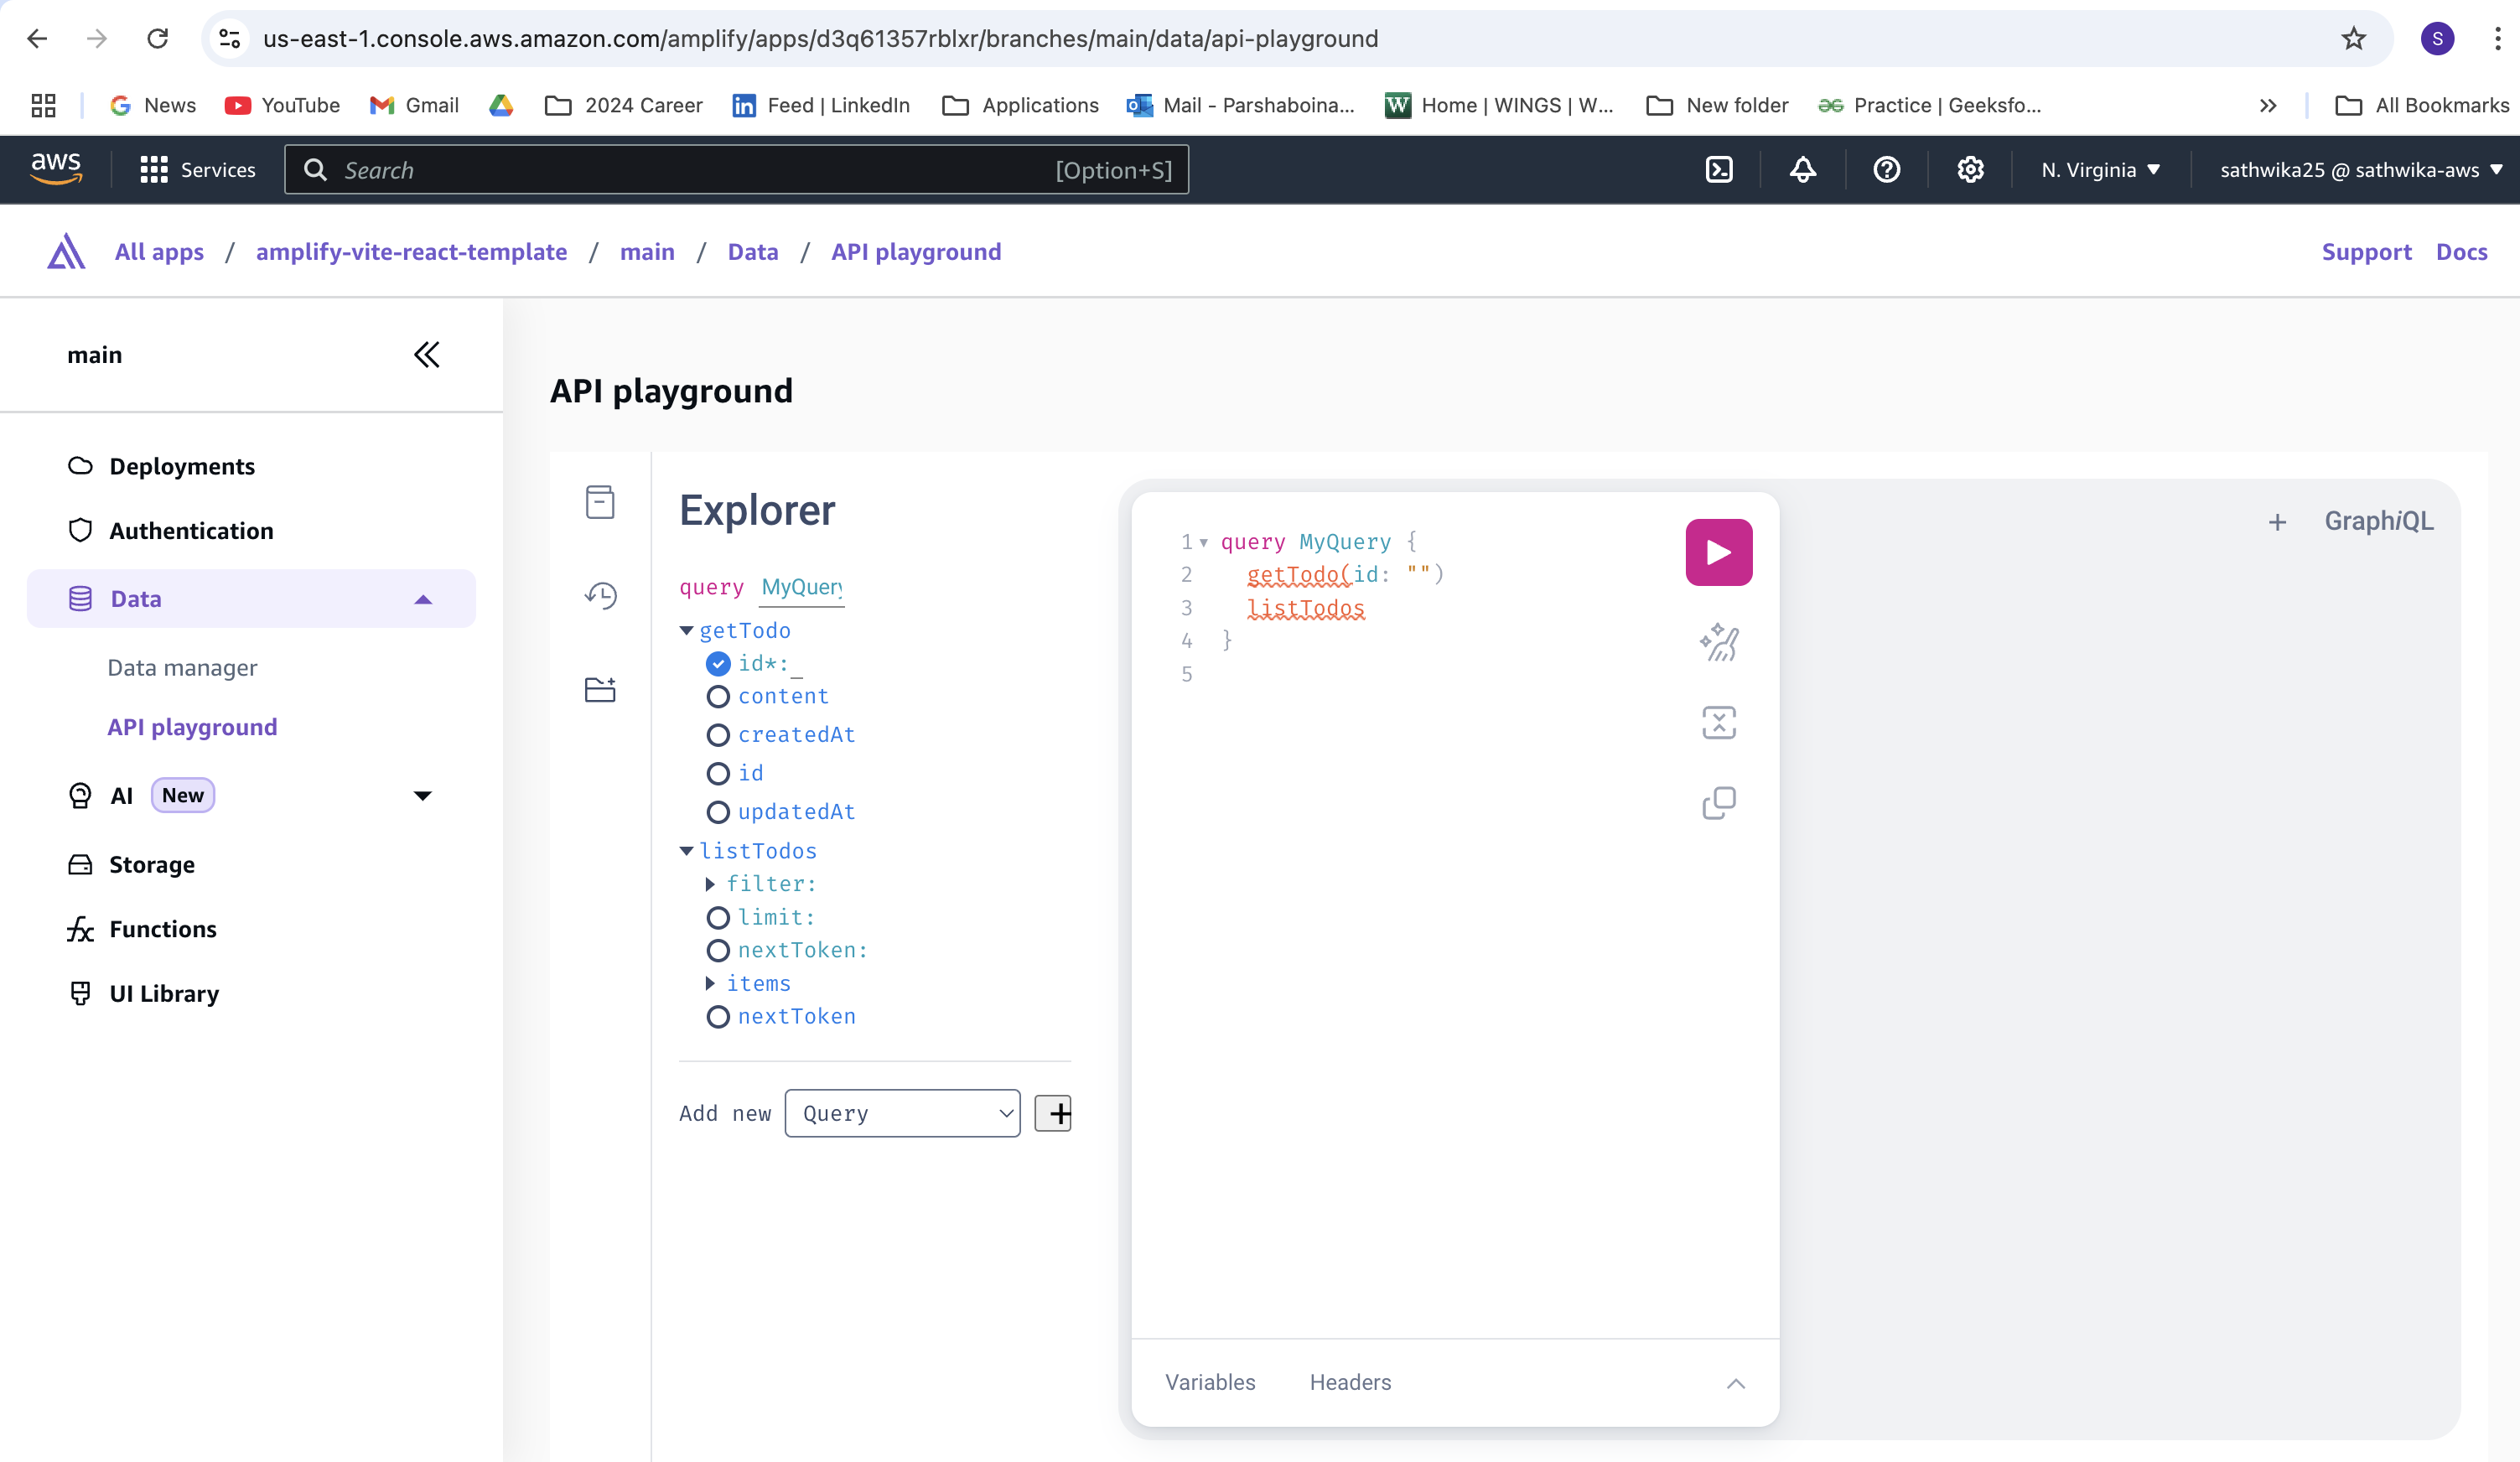 us-east-1.console.aws.amazon.com/amplify/apps/d3q61357rblxr/branches/main/data/api-playground
S
News YouTube Gmail 2024 Career Feed | LinkedIn Applications Mail - Parshaboina... Home | WINGS | W... New folder Practice | Geeksfo... All Bookmarks
aws Services Search [Option+S] N. Virginia sathwika25 @ sathwika-aws
All apps / amplify-vite-react-template / main / Data / API playground Support Docs
main
Deployments
Authentication
Data
Data manager
API playground
AI New
Storage
Functions
UI Library
API playground
Explorer
query MyQuery
getTodo
id*:_
content
createdAt
id
updatedAt
listTodos
filter:
limit:
nextToken:
items
nextToken
Add new Query +
1 query MyQuery {
2 getTodo(id: "")
3 listTodos
4 }
5
Variables Headers
+ GraphiQL